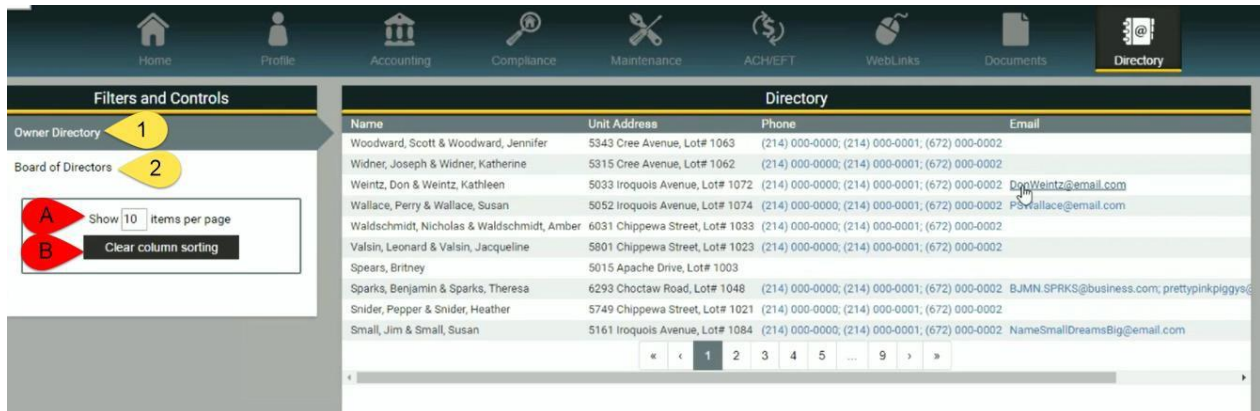 Home Profile Accounting Compliance Maintenance ACH/EFT WebLinks Documents Directory
Filters and Controls
Owner Directory 1
Board of Directors 2
A Show 10 items per page
B Clear column sorting
Directory
Name Unit Address Phone Email
Woodward, Scott & Woodward, Jennifer 5343 Cree Avenue, Lot# 1063 (214) 000-0000; (214) 000-0001; (672) 000-0002
Widner, Joseph & Widner, Katherine 5315 Cree Avenue, Lot# 1062 (214) 000-0000; (214) 000-0001; (672) 000-0002
Weintz, Don & Weintz, Kathleen 5033 Iroquois Avenue, Lot# 1072 (214) 000-0000; (214) 000-0001; (672) 000-0002 DonWeintz@email.com
Wallace, Perry & Wallace, Susan 5052 Iroquois Avenue, Lot# 1074 (214) 000-0000; (214) 000-0001; (672) 000-0002 PSWallace@email.com
Waldschmidt, Nicholas & Waldschmidt, Amber 6031 Chippewa Street, Lot# 1033 (214) 000-0000; (214) 000-0001; (672) 000-0002
Valsin, Leonard & Valsin, Jacqueline 5801 Chippewa Street, Lot# 1023 (214) 000-0000; (214) 000-0001; (672) 000-0002
Spears, Britney 5015 Apache Drive, Lot# 1003
Sparks, Benjamin & Sparks, Theresa 6293 Choctaw Road, Lot# 1048 (214) 000-0000; (214) 000-0001; (672) 000-0002 BJMN.SPRKS@business.com; prettypinkpiggys@
Snider, Pepper & Snider, Heather 5749 Chippewa Street, Lot# 1021 (214) 000-0000; (214) 000-0001; (672) 000-0002
Small, Jim & Small, Susan 5161 Iroquois Avenue, Lot# 1084 (214) 000-0000; (214) 000-0001; (672) 000-0002 NameSmallDreamsBig@email.com
« ‹ 1 2 3 4 5 ... 9 › »